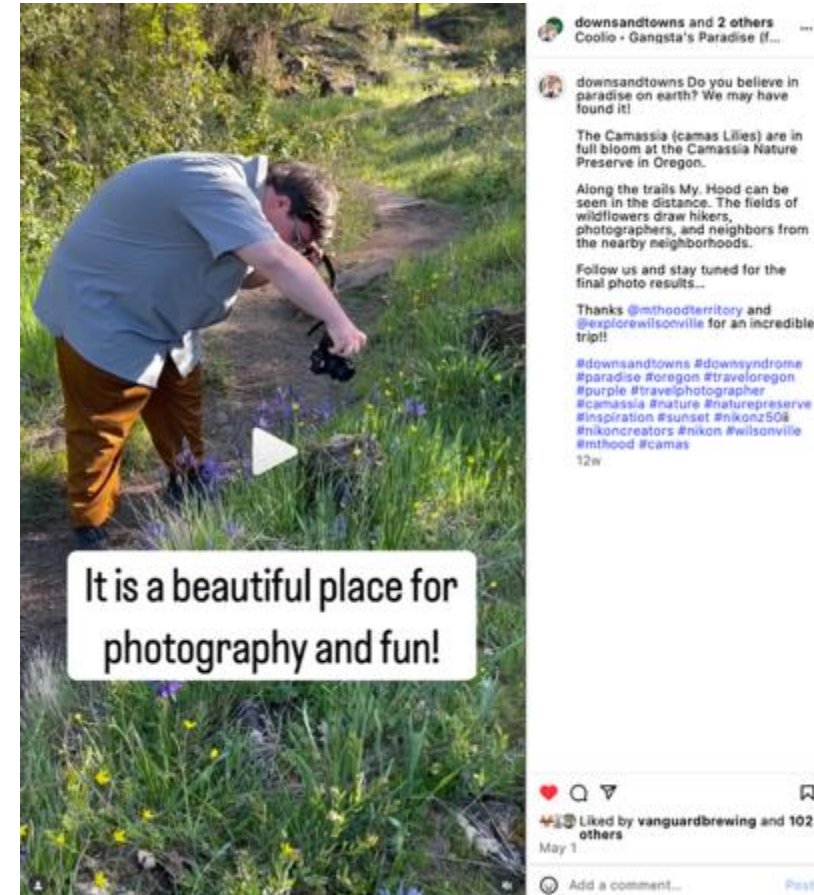 It is a beautiful place for
photography and fun!
downsandtowns and 2 others
Coolio • Gangsta's Paradise (f...
downsandtowns Do you believe in
paradise on earth? We may have
found it!
The Camassia (camas Lilies) are in
full bloom at the Camassia Nature
Preserve in Oregon.
Along the trails My. Hood can be
seen in the distance. The fields of
wildflowers draw hikers,
photographers, and neighbors from
the nearby neighborhoods.
Follow us and stay tuned for the
final photo results...
Thanks @mthoodterritory and
@explorewilsonville for an incredible
trip!!
#downsandtowns #downsyndrome
#paradise #oregon #traveloregon
#purple #travelphotographer
#camassia #nature #naturepreserve
#inspiration #sunset #nikonz50ii
#nikoncreators #nikon #wilsonville
#mthood #camas
12w
Liked by vanguardbrewing and 102
others
May 1
Add a comment...
Post